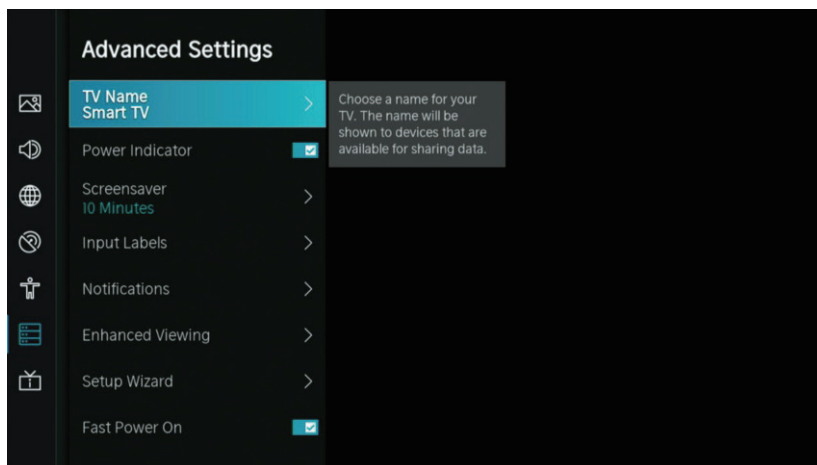 Advanced Settings
TV Name
Smart TV
Choose a name for your
TV. The name will be
shown to devices that are
available for sharing data.
Power Indicator
Screensaver
10 Minutes
Input Labels
Notifications
Enhanced Viewing
Setup Wizard
Fast Power On